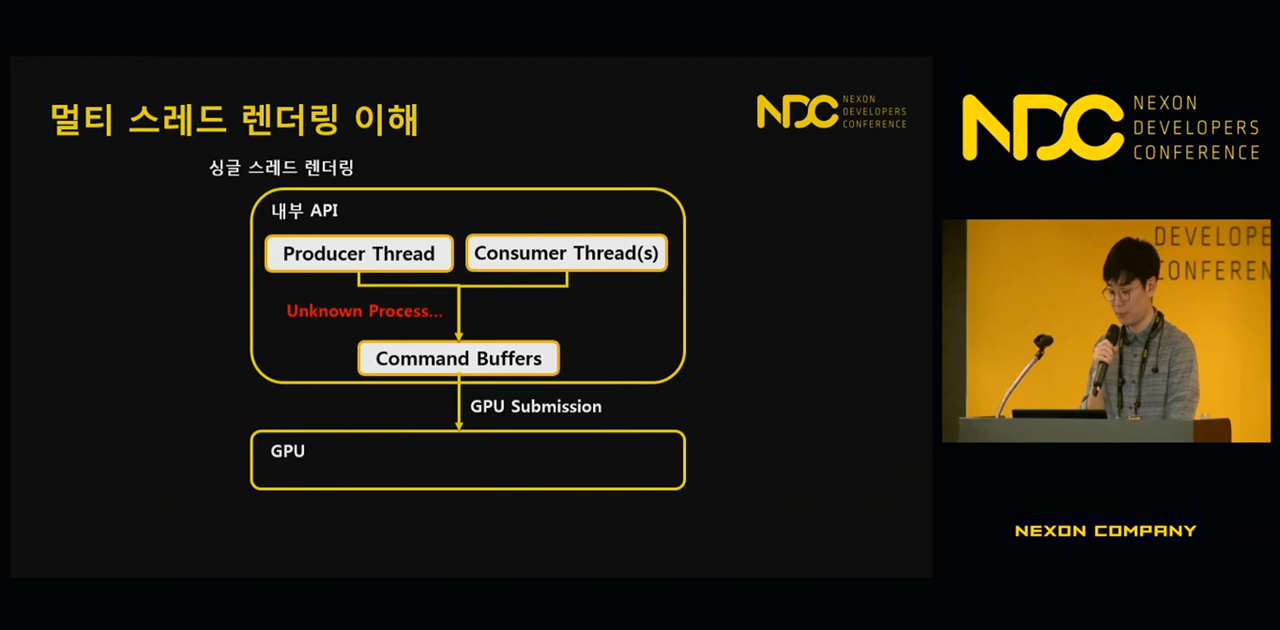 멀티 스레드 렌더링 이해
NDC NEXON
DEVELOPERS
CONFERENCE
싱글 스레드 렌더링
내부 API
Producer Thread
Consumer Thread(s)
Unknown Process...
Command Buffers
GPU Submission
GPU
NDC NEXON
DEVELOPERS
CONFERENCE
DEVELOPE
CONFEREN
NEXON COMPANY